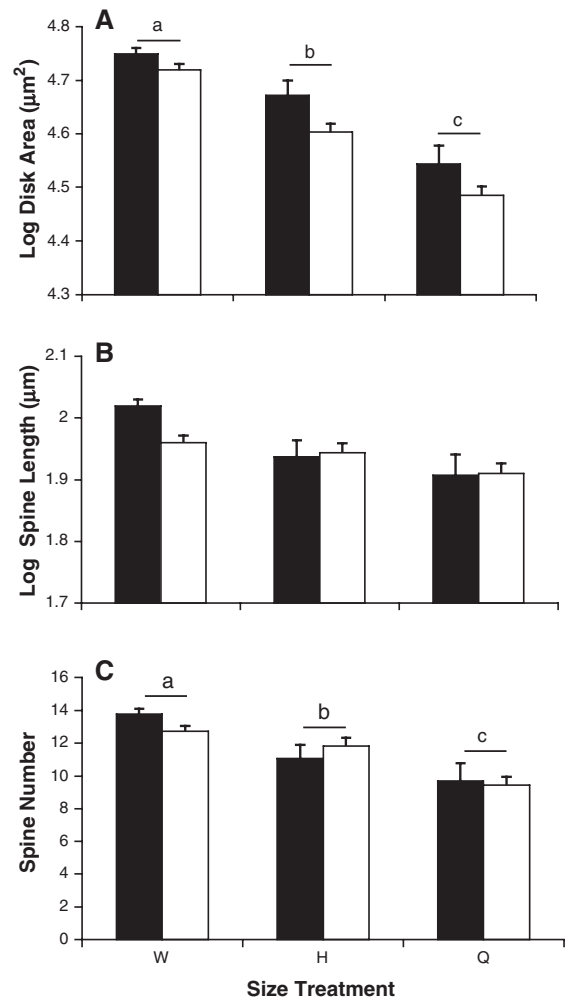 A
Log Disk Area (µm²)
4.8
4.7
4.6
4.5
4.4
4.3
a
b
c
B
Log Spine Length (µm)
2.1
2
1.9
1.8
1.7
C
Spine Number
16
14
12
10
8
6
4
2
0
a
b
c
W H Q
Size Treatment